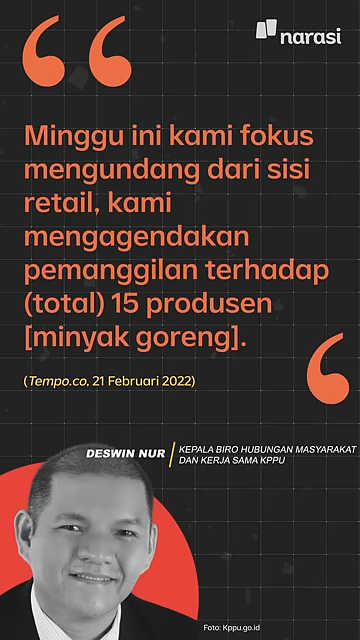 narasi
Minggu ini kami fokus
mengundang dari sisi
retail, kami
mengagendakan
pemanggilan terhadap
(total) 15 produsen
[minyak goreng].
(Tempo.co, 21 Februari 2022)
DESWIN NUR
KEPALA BIRO HUBUNGAN MASYARAKAT
DAN KERJA SAMA KPPU
Foto: Kppu.go.id